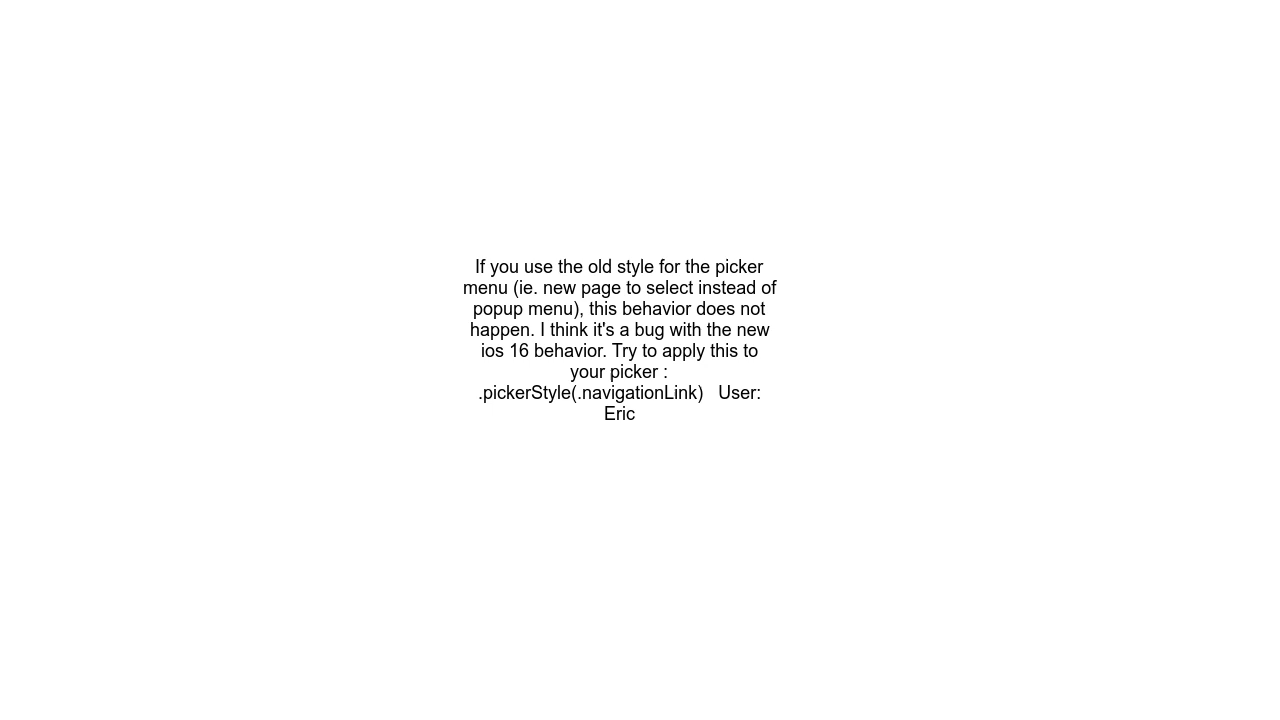 If you use the old style for the picker
menu (ie. new page to select instead of
popup menu), this behavior does not
happen. I think it's a bug with the new
ios 16 behavior. Try to apply this to
your picker :
.pickerStyle(.navigationLink)   User:
Eric